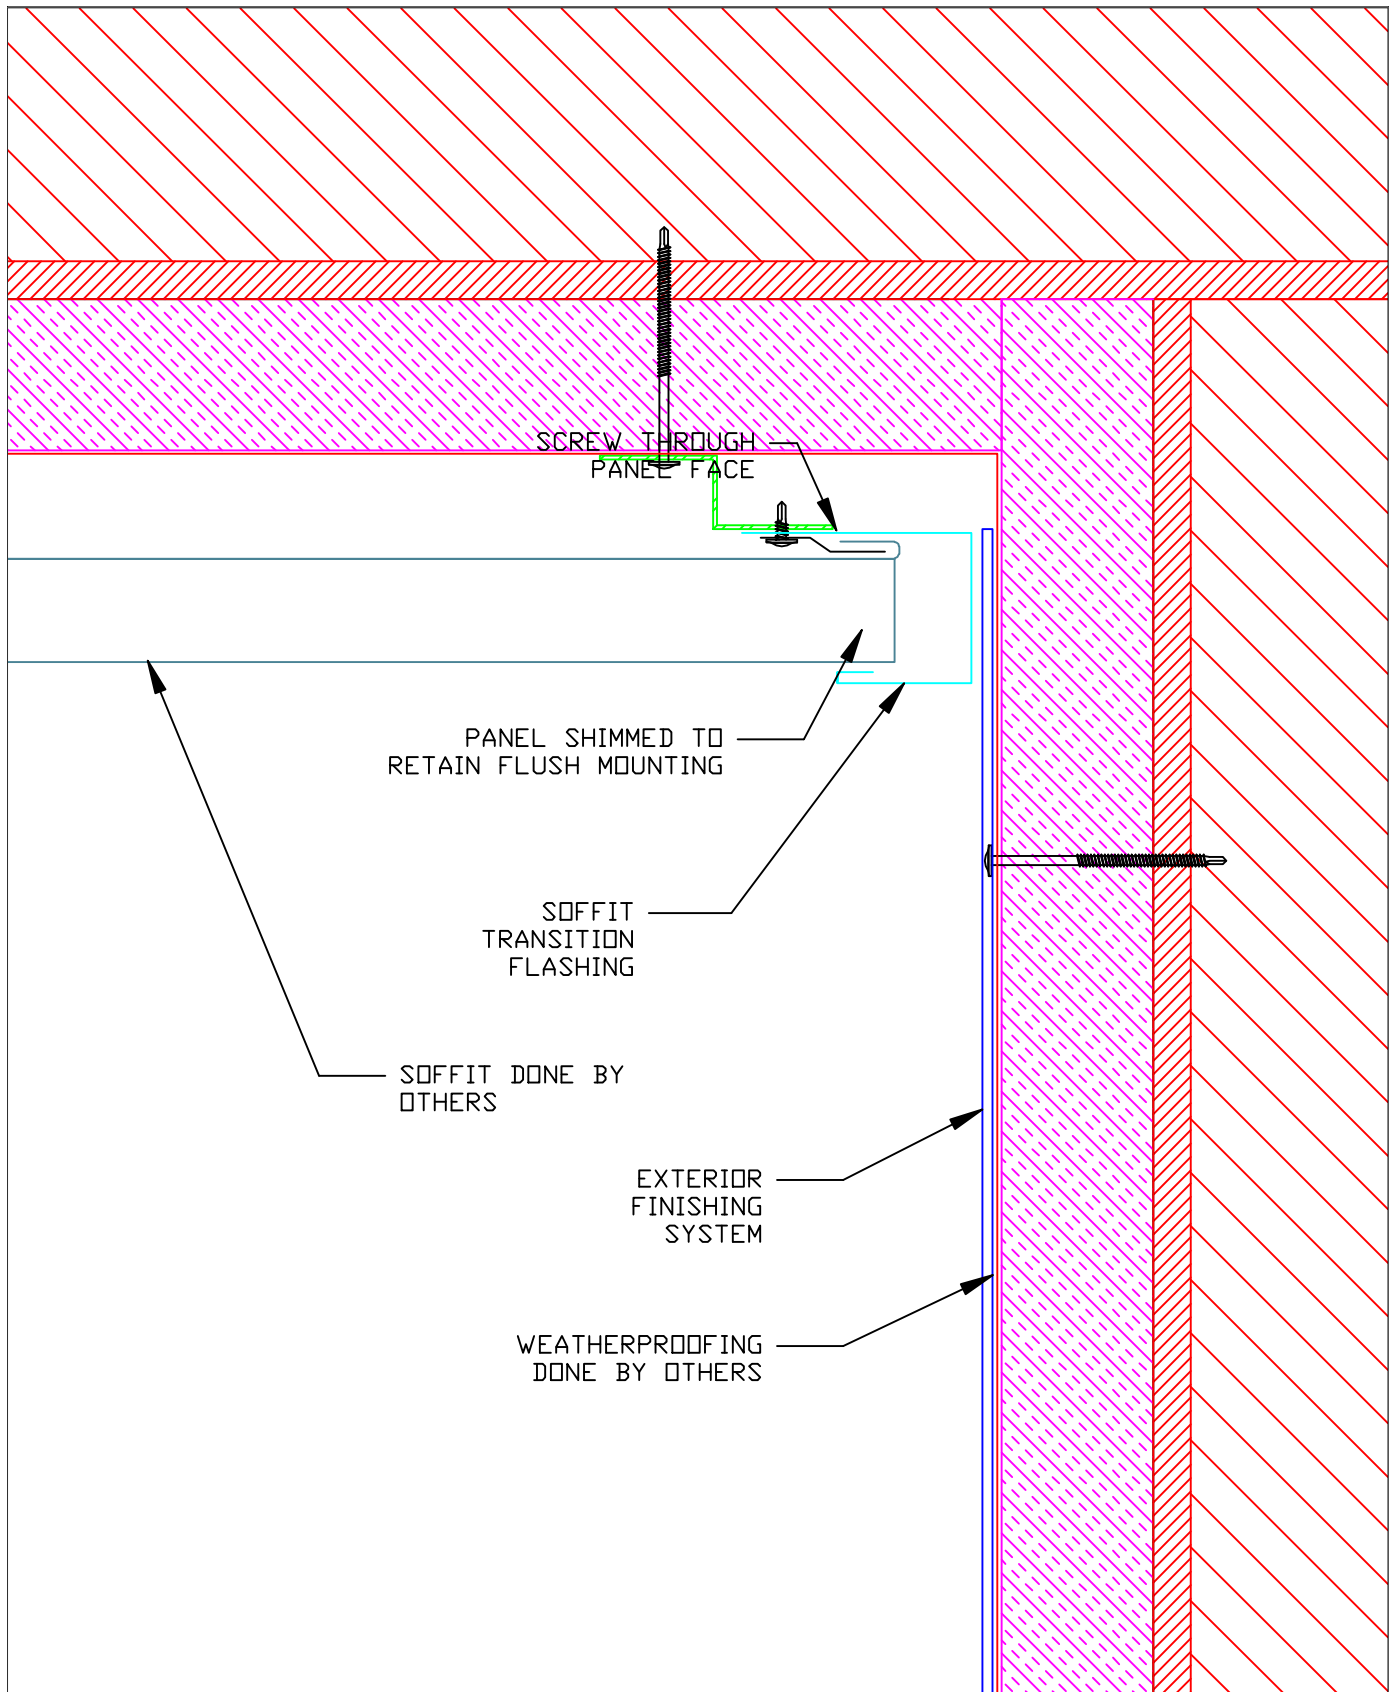 SCREW THROUGH
PANEL FACE
PANEL SHIMMED TO
RETAIN FLUSH MOUNTING
SOFFIT
TRANSITION
FLASHING
SOFFIT DONE BY
OTHERS
EXTERIOR
FINISHING
SYSTEM
WEATHERPROOFING
DONE BY OTHERS